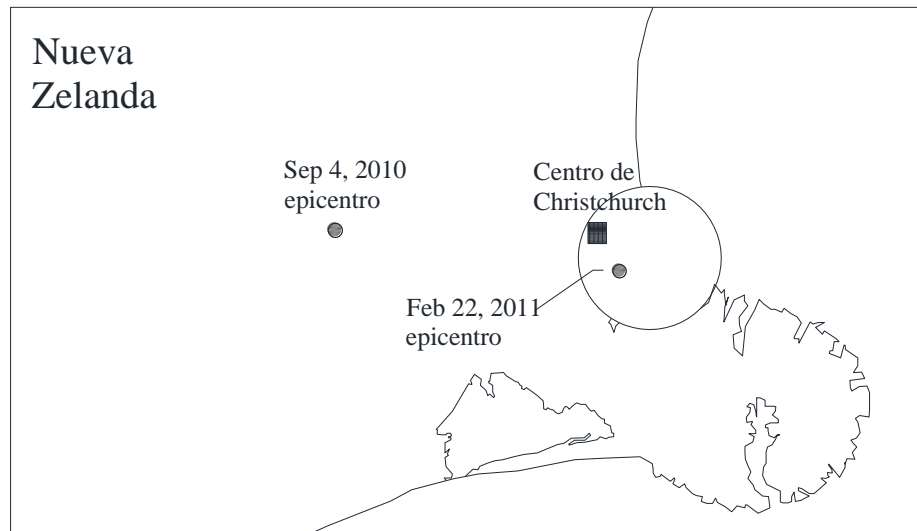 Nueva
Zelanda
Sep 4, 2010
epicentro
Centro de
Christchurch
Feb 22, 2011
epicentro